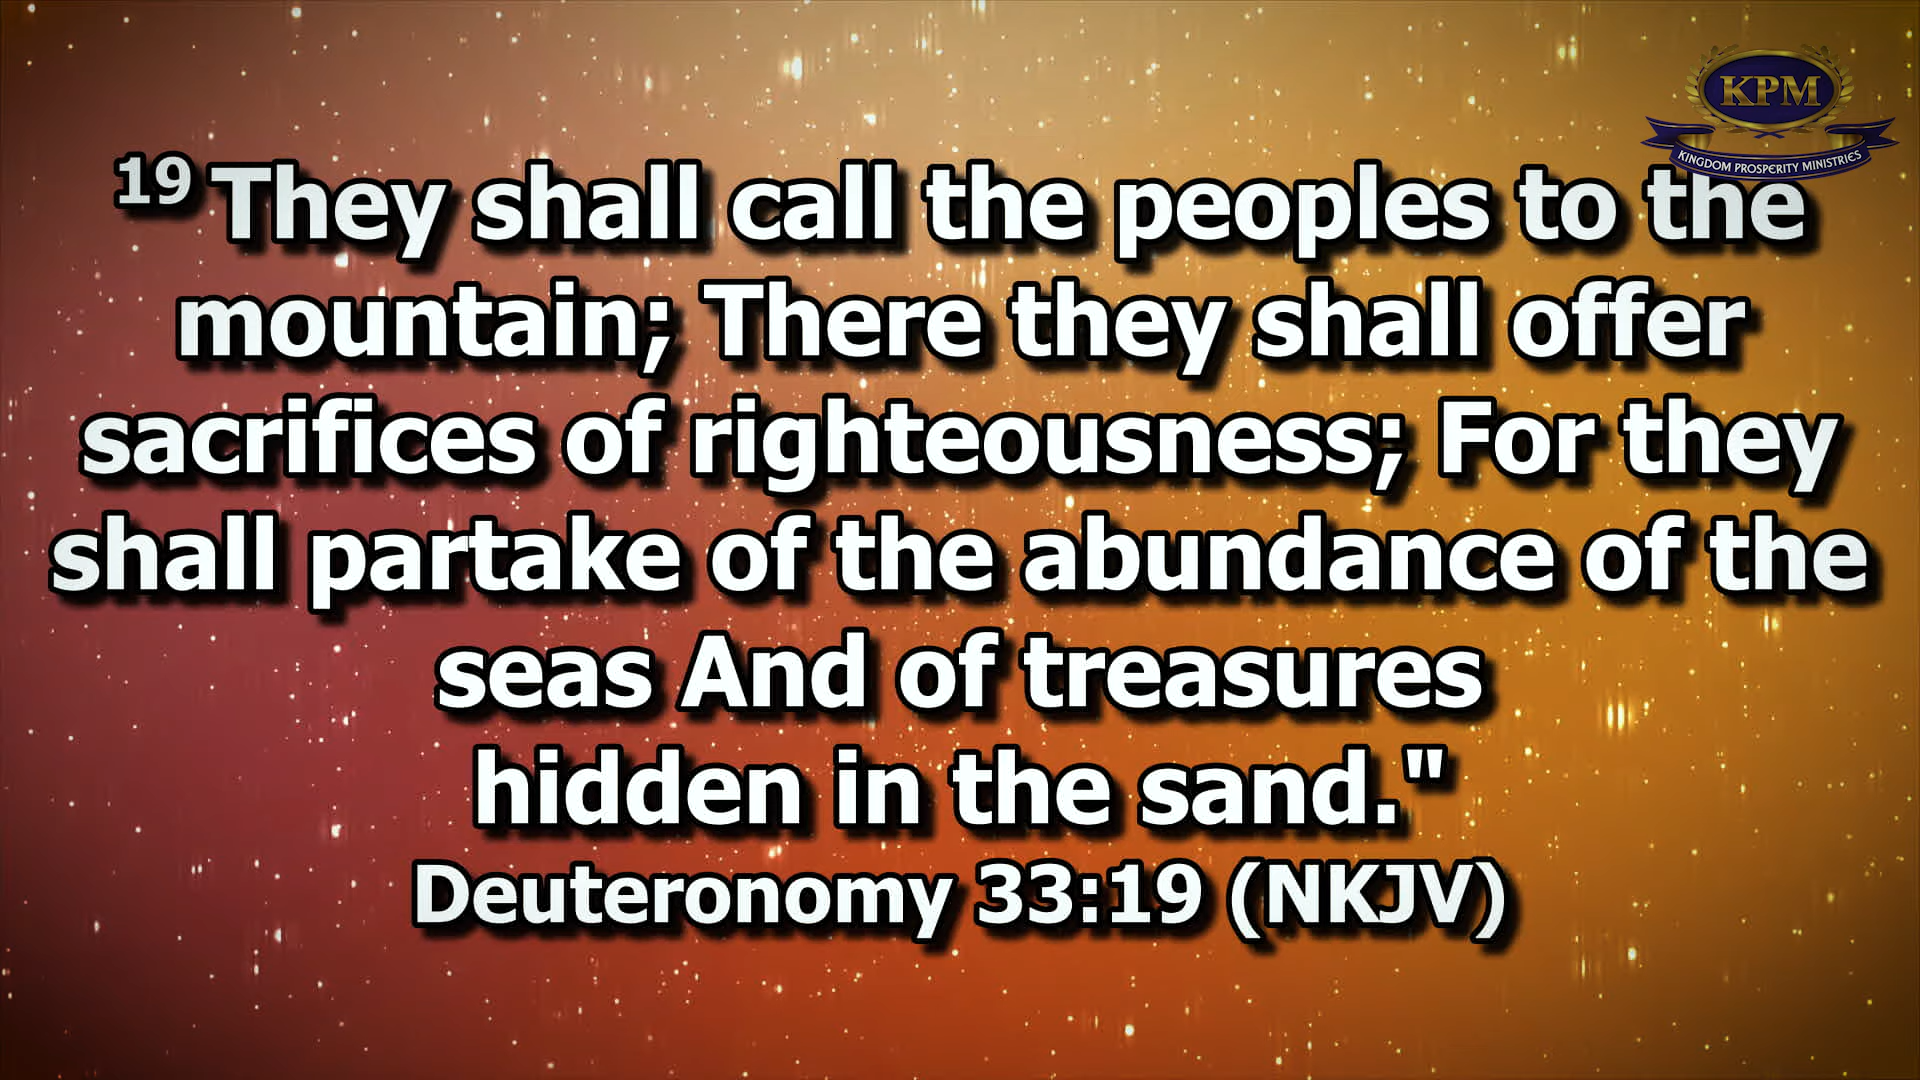 KPM
KINGDOM PROSPERITY MINISTRIES
19 They shall call the peoples to the
mountain; There they shall offer
sacrifices of righteousness; For they
shall partake of the abundance of the
seas And of treasures
hidden in the sand."
Deuteronomy 33:19 (NKJV)